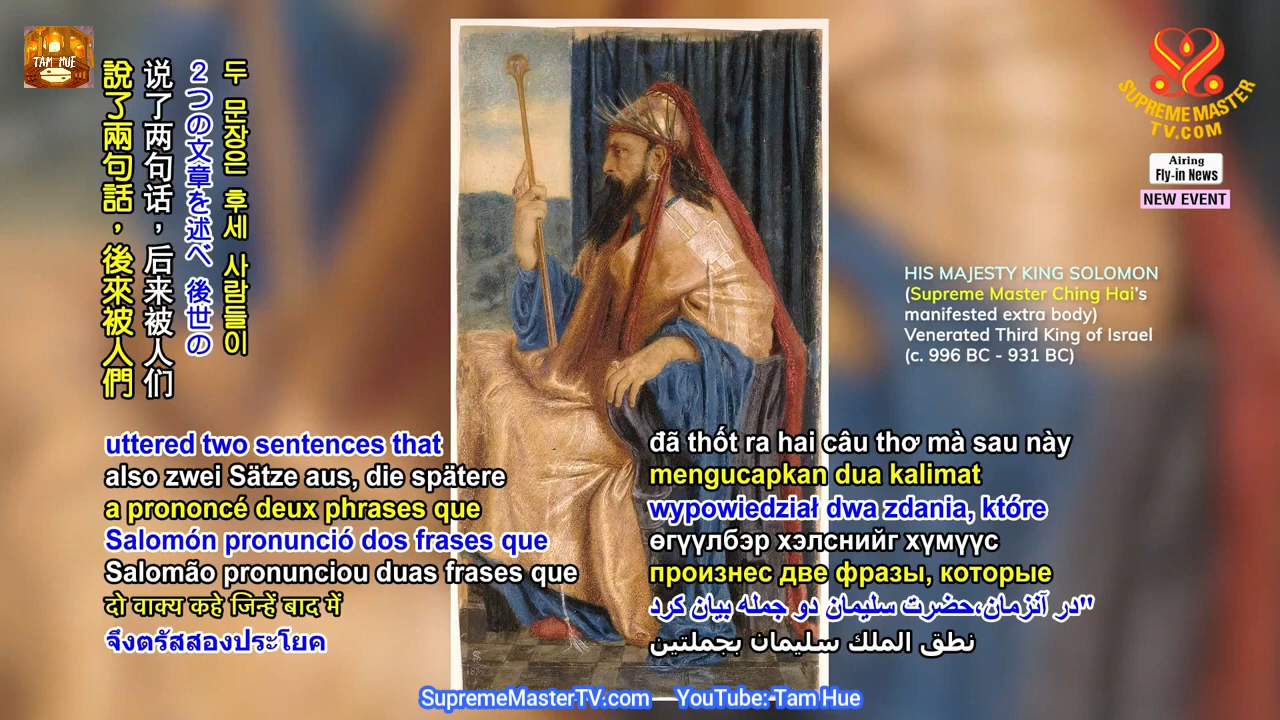 TAM HUE
說了兩句話，後來被人們
说了两句话，后来被人们
2つの文章を述べ 後世の
두 문장은 후세 사람들이
SUPREME MASTER
TV.COM
Airing
Fly-in News
NEW EVENT
HIS MAJESTY KING SOLOMON
(Supreme Master Ching Hai's
manifested extra body)
Venerated Third King of Israel
(c. 996 BC - 931 BC)
uttered two sentences that
also zwei Sätze aus, die spätere
a prononcé deux phrases que
Salomón pronunció dos frases que
Salomão pronunciou duas frases que
दो वाक्य कहे जिन्हें बाद में
จึงตรัสสองประโยค
đã thốt ra hai câu thơ mà sau này
mengucapkan dua kalimat
wypowiedział dwa zdania, które
өгүүлбэр хэлснийг хүмүүс
произнес две фразы, которые
"در آنزمان،حضرت سلیمان دو جمله بیان کرد
نطق الملك سليمان بجملتين
SupremeMasterTV.com YouTube: Tam Hue